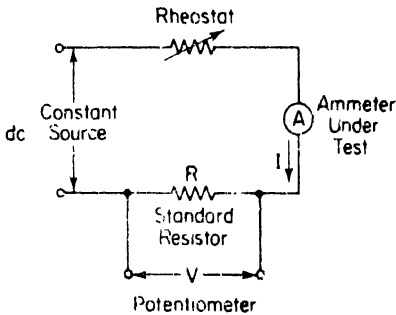 Rheostat
dc
Constant
Source
A
Ammeter
Under
Test
I
R
Standard
Resistor
V
Potentiometer